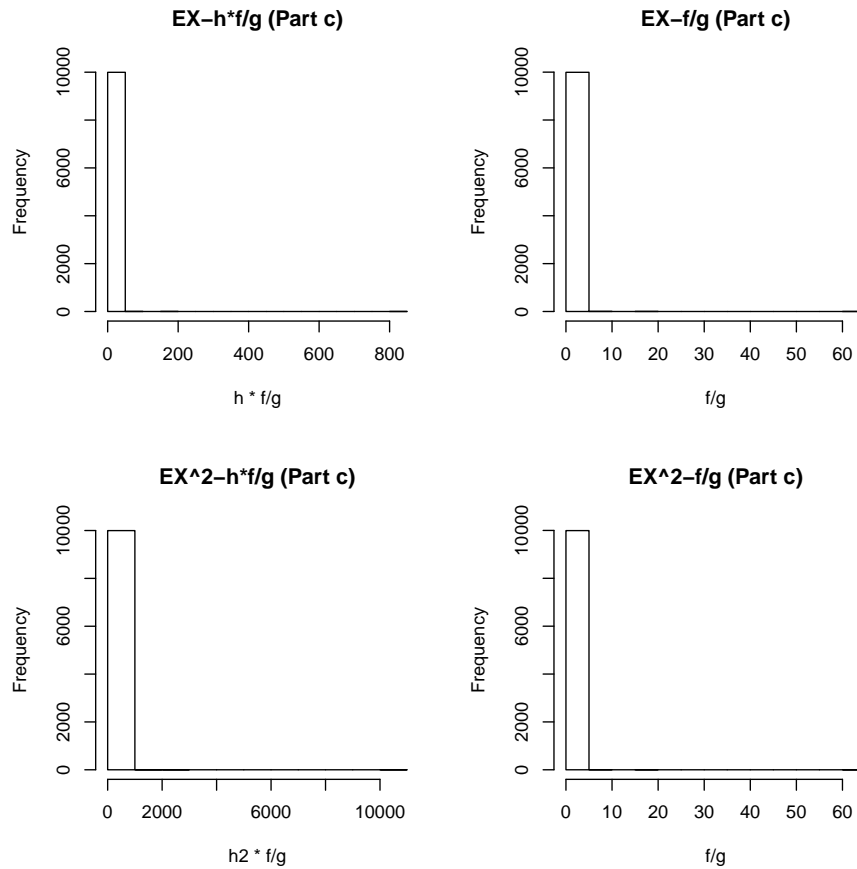 EX−h*f/g (Part c)
Frequency
0 2000 6000 10000
0 200 400 600 800
h * f/g
EX−f/g (Part c)
Frequency
0 2000 6000 10000
0 10 20 30 40 50 60
f/g
EX^2−h*f/g (Part c)
Frequency
0 2000 6000 10000
0 2000 6000 10000
h2 * f/g
EX^2−f/g (Part c)
Frequency
0 2000 6000 10000
0 10 20 30 40 50 60
f/g